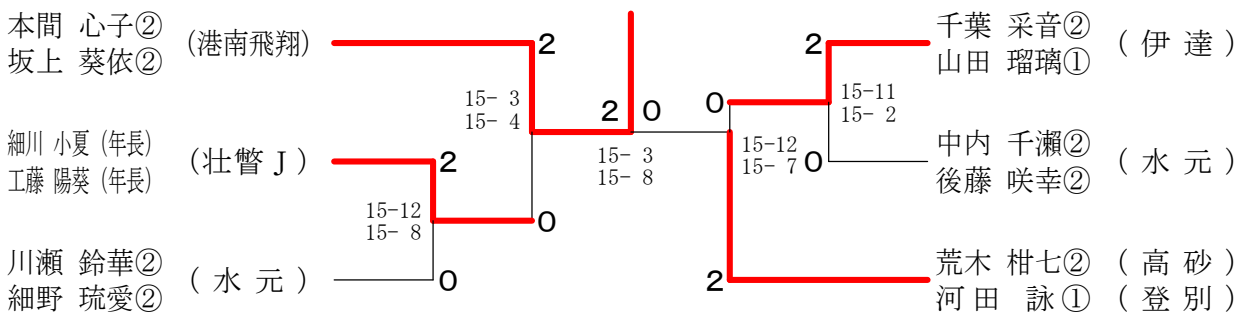 本間 心子②
坂上 葵依②
(港南飛翔)
2
15- 3
15- 4
細川 小夏 (年長)
工藤 陽葵 (年長)
(壮瞥J)
2
15-12
15- 8
0
川瀬 鈴華②
細野 琉愛②
(水元)
0
2 0
15- 3
15- 8
千葉 采音②
山田 瑠璃①
(伊達)
2
15-11
15- 2
0
15-12
15- 7
中内 千瀬②
後藤 咲幸②
(水元)
0
荒木 柑七② (高砂)
河田 詠① (登別)
2